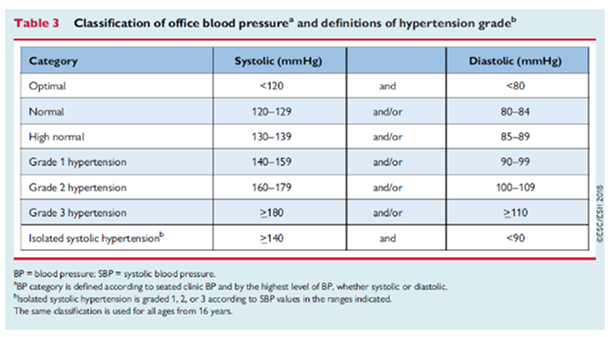 Table 3 Classification of office blood pressureᵃ and definitions of hypertension gradeᵇ
Category Systolic (mmHg) Diastolic (mmHg)
Optimal <120 and <80
Normal 120–129 and/or 80–84
High normal 130–139 and/or 85–89
Grade 1 hypertension 140–159 and/or 90–99
Grade 2 hypertension 160–179 and/or 100–109
Grade 3 hypertension ≥180 and/or ≥110
Isolated systolic hypertensionᵇ ≥140 and <90
©ESC/ESH 2018
BP = blood pressure; SBP = systolic blood pressure.
ᵃBP category is defined according to seated clinic BP and by the highest level of BP, whether systolic or diastolic.
ᵇIsolated systolic hypertension is graded 1, 2, or 3 according to SBP values in the ranges indicated.
The same classification is used for all ages from 16 years.